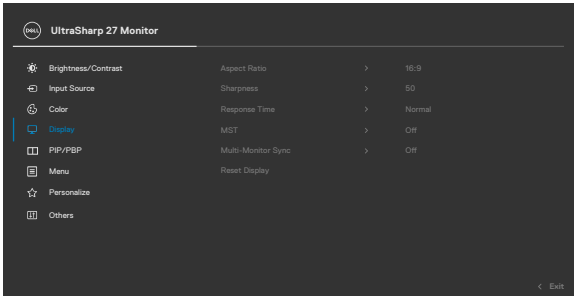 DELL UltraSharp 27 Monitor
Brightness/Contrast Aspect Ratio > 16:9
Input Source Sharpness > 50
Color Response Time > Normal
Display MST > Off
PIP/PBP Multi-Monitor Sync > Off
Menu Reset Display
Personalize
Others
< Exit